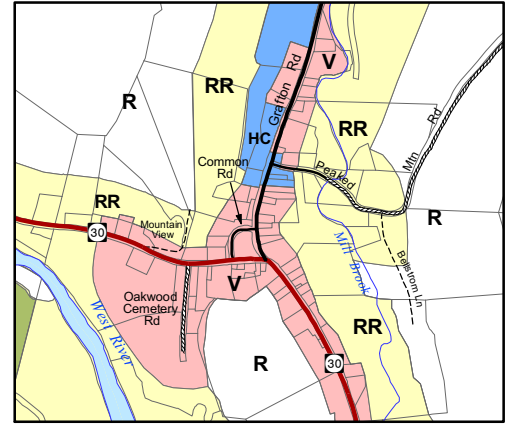 V
Grafton Rd
R
RR
HC
RR
Common
Rd
Peaked
Mtn
Rd
RR
R
30
Mountain
View
Mill Brook
Bellstrom Ln
V
Oakwood
Cemetery
Rd
West River
RR
R
30